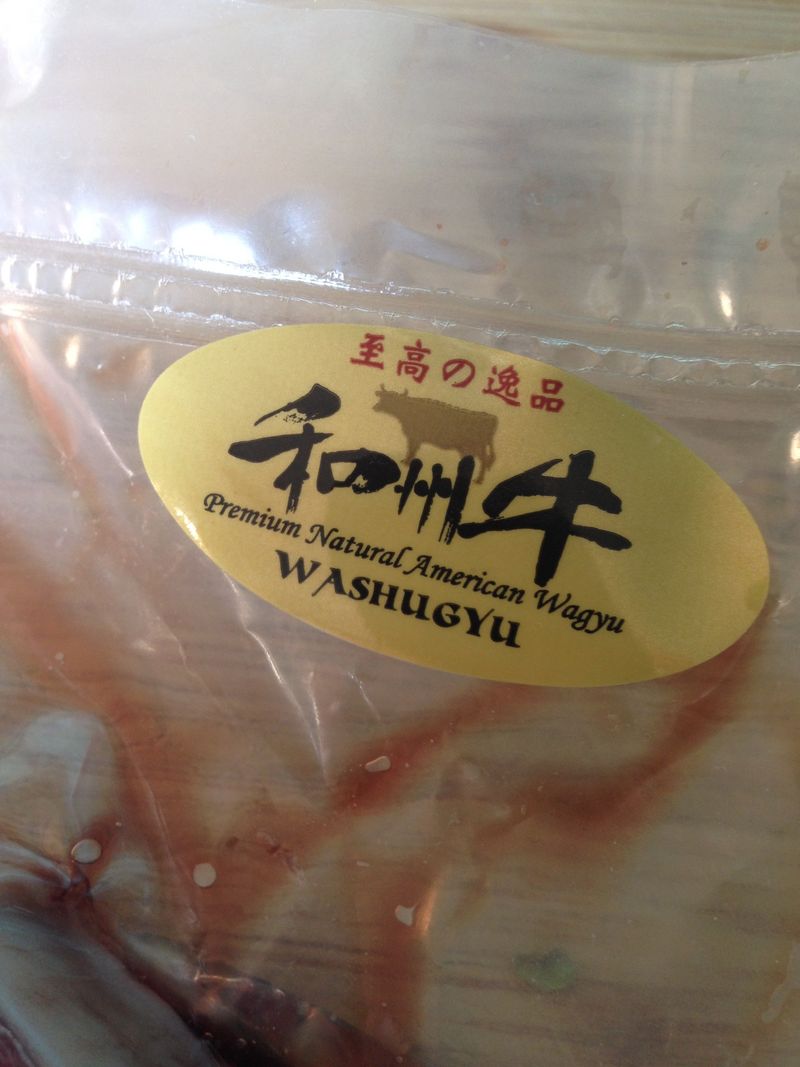 至高の逸品
和州牛
Premium Natural American Wagyu
WASHUGYU